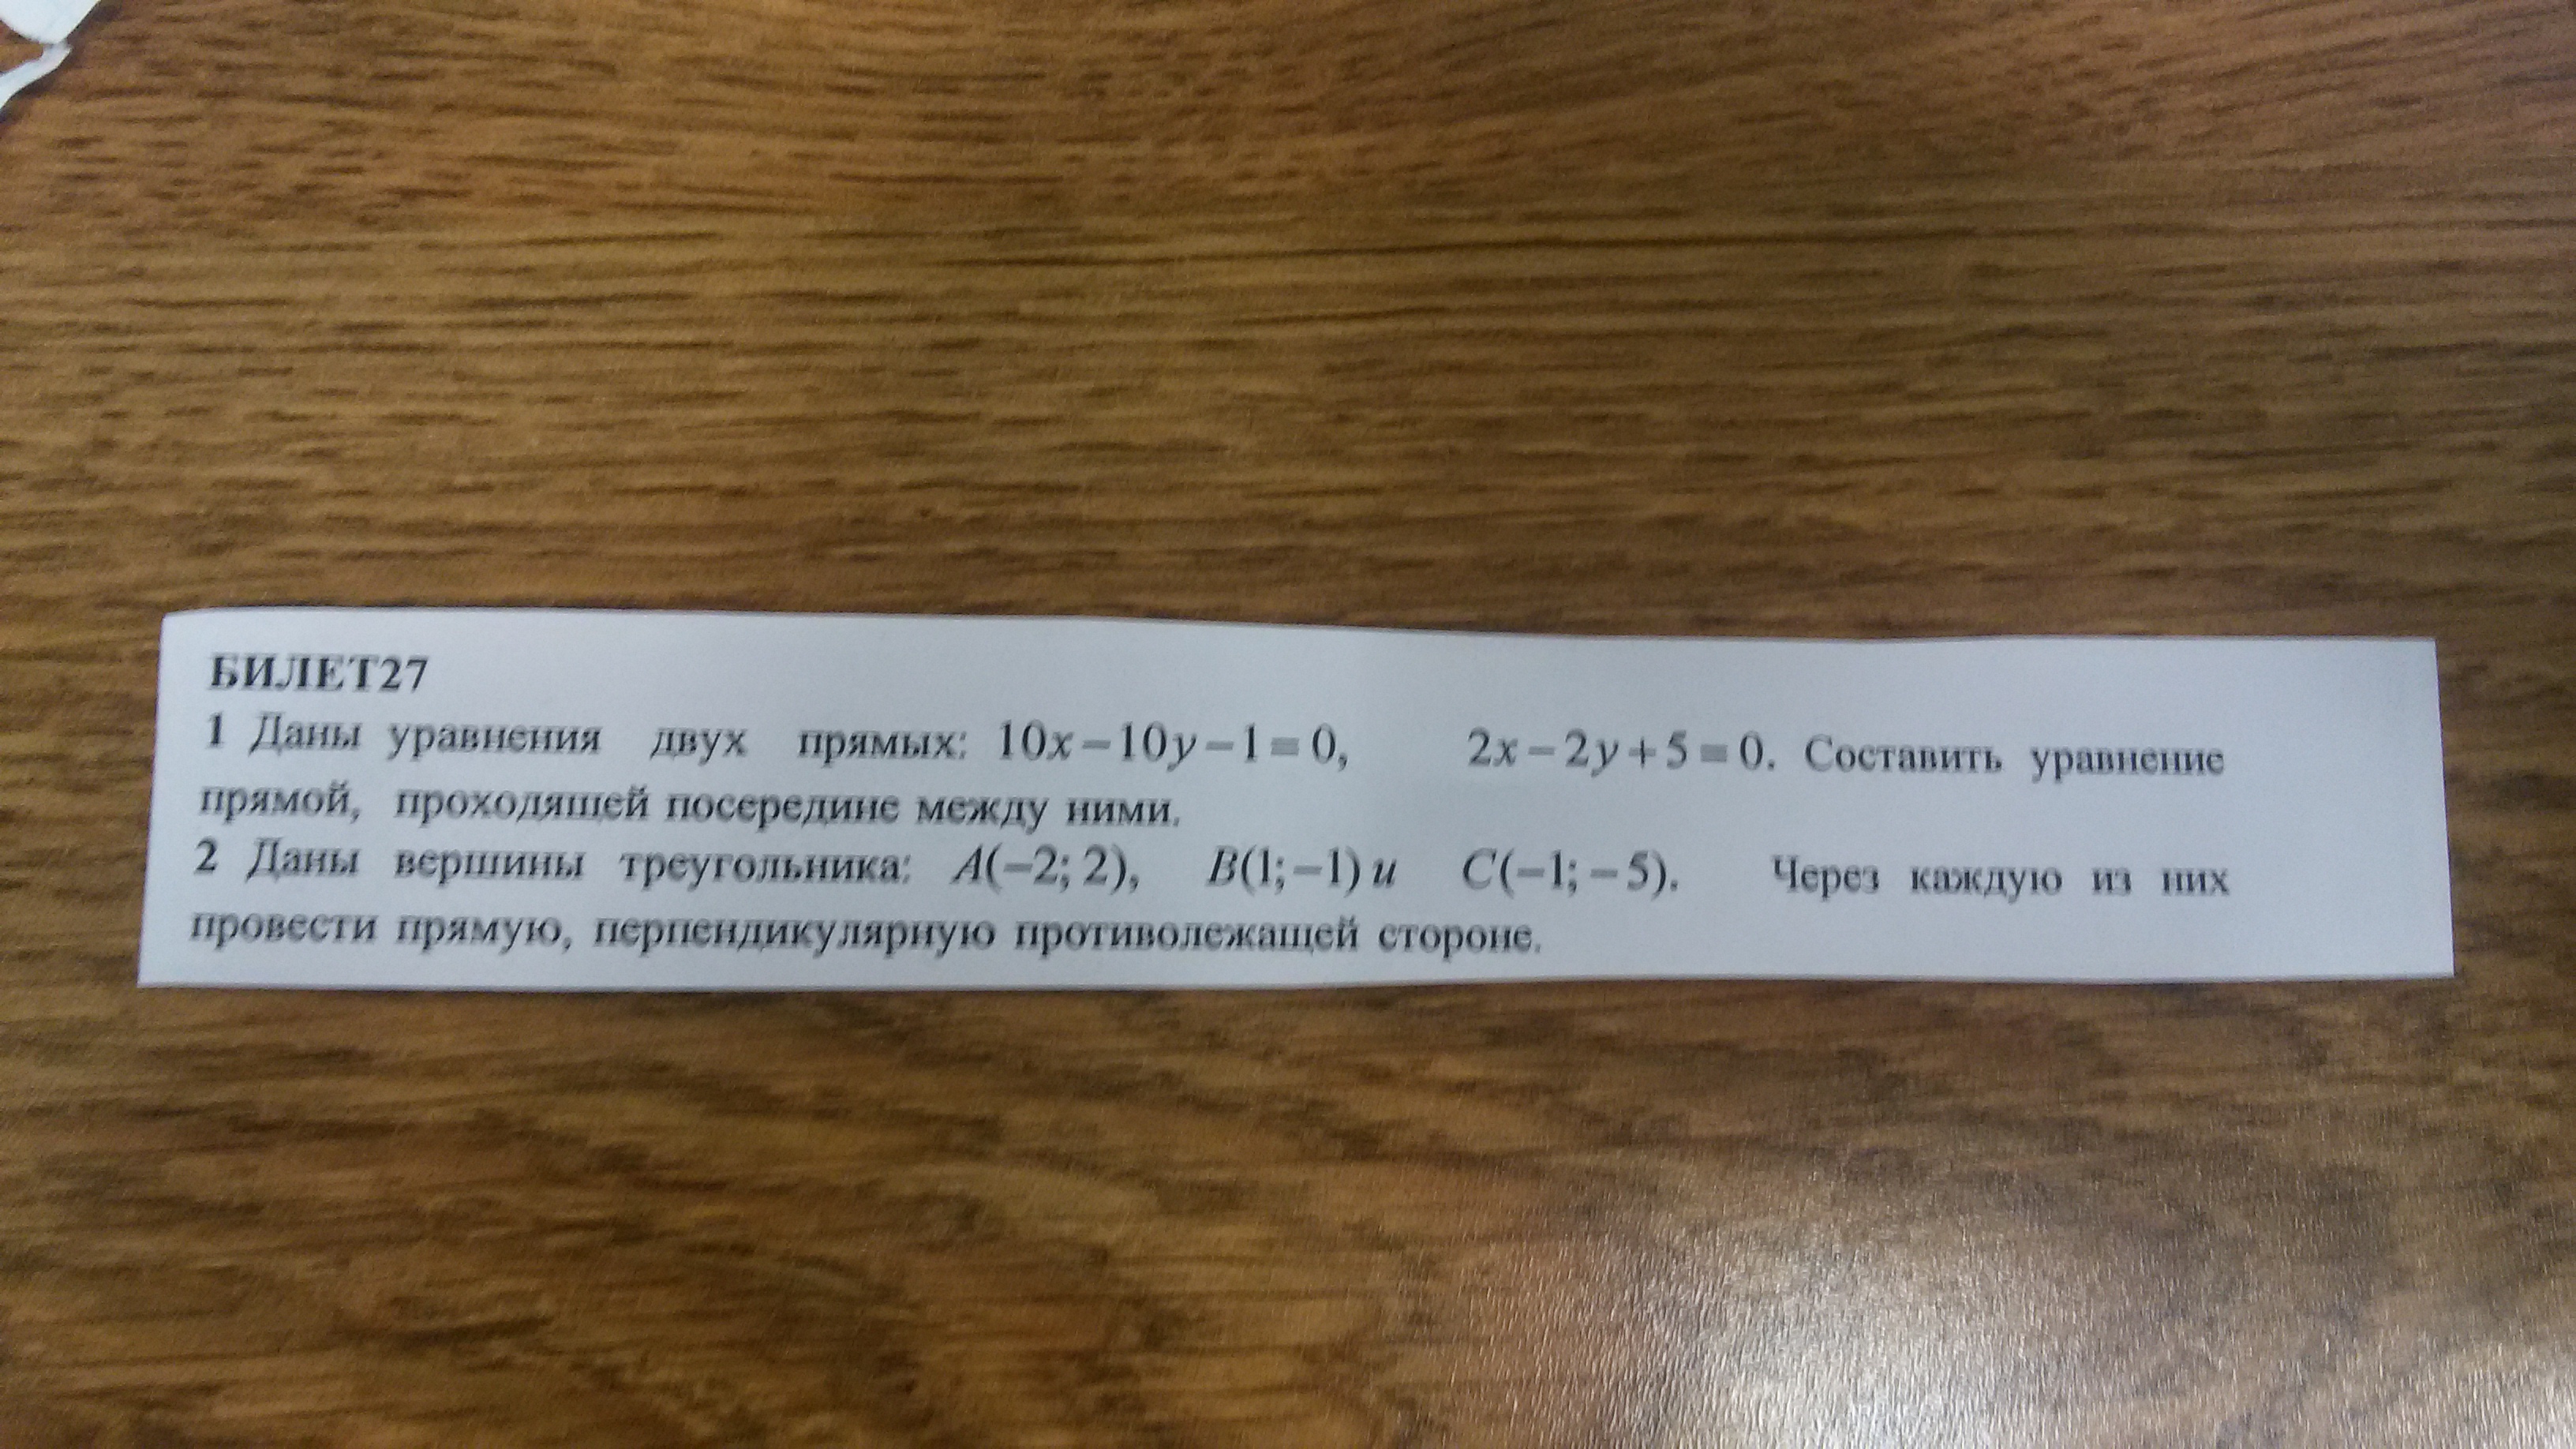 БИЛЕТ27
1 Даны уравнения двух прямых: 10x−10y−1=0, 2x−2y+5=0. Составить уравнение
прямой, проходящей посередине между ними.
2 Даны вершины треугольника: A(−2; 2), B(1;−1) и C(−1; −5). Через каждую из них
провести прямую, перпендикулярную противолежащей стороне.